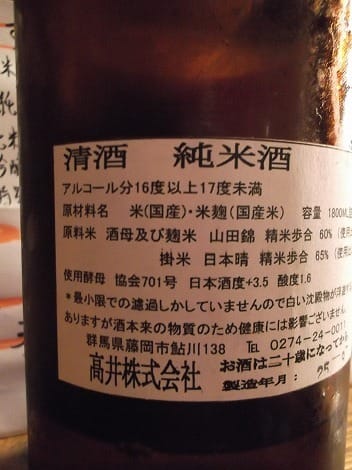 清酒　純米酒
アルコール分16度以上17度未満
原材料名　米(国産)・米麹(国産米)　容量 1800ML
原料米　酒母及び麹米　山田錦　精米歩合 60%
掛米　日本晴　精米歩合 65%
使用酵母　協会701号　日本酒度+3.5　酸度1.6
*最小限での濾過しかしていませんので白い沈殿物が
ありますが酒本来の物質のため健康には影響ございません
群馬県藤岡市鮎川138　TEL 0274-24-0011
高井株式会社　お酒は二十歳になってから
製造年月: 25